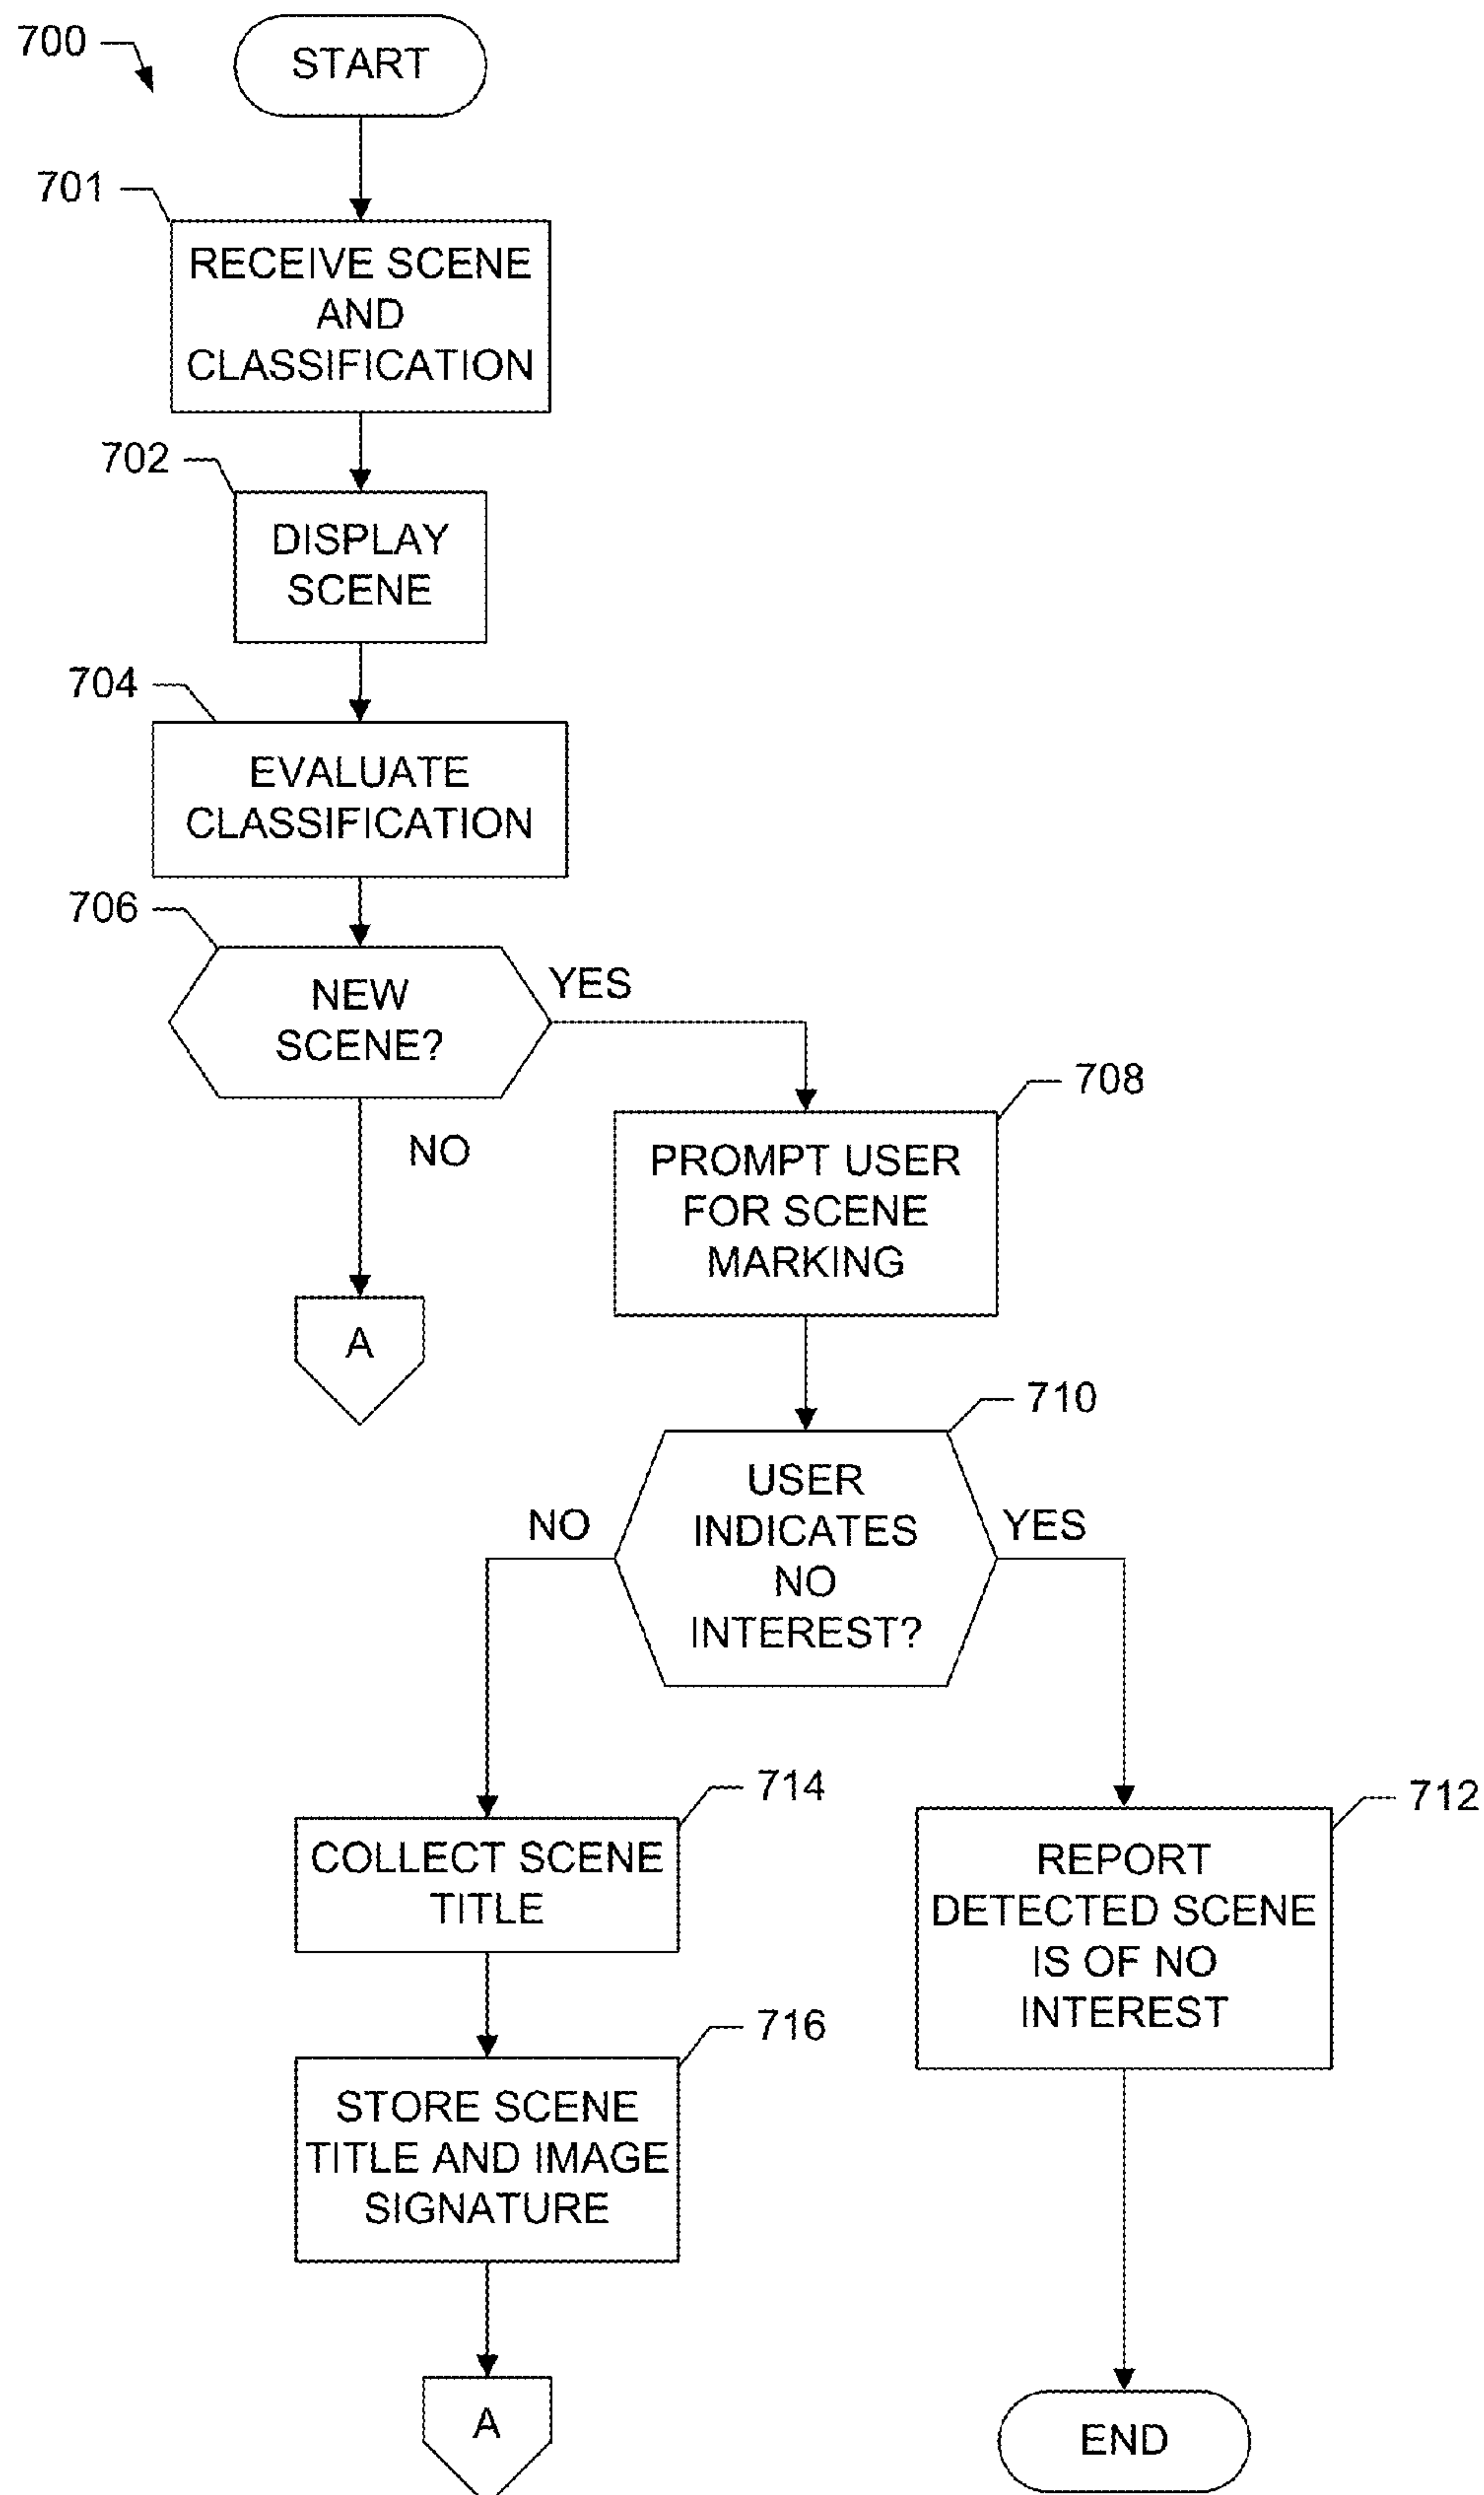 700
START
701
RECEIVE SCENE
AND
CLASSIFICATION
702
DISPLAY
SCENE
704
EVALUATE
CLASSIFICATION
706
NEW
SCENE?
YES
NO
708
PROMPT USER
FOR SCENE
MARKING
A
710
USER
INDICATES
NO
INTEREST?
NO
YES
714
COLLECT SCENE
TITLE
712
REPORT
DETECTED SCENE
IS OF NO
INTEREST
716
STORE SCENE
TITLE AND IMAGE
SIGNATURE
A
END